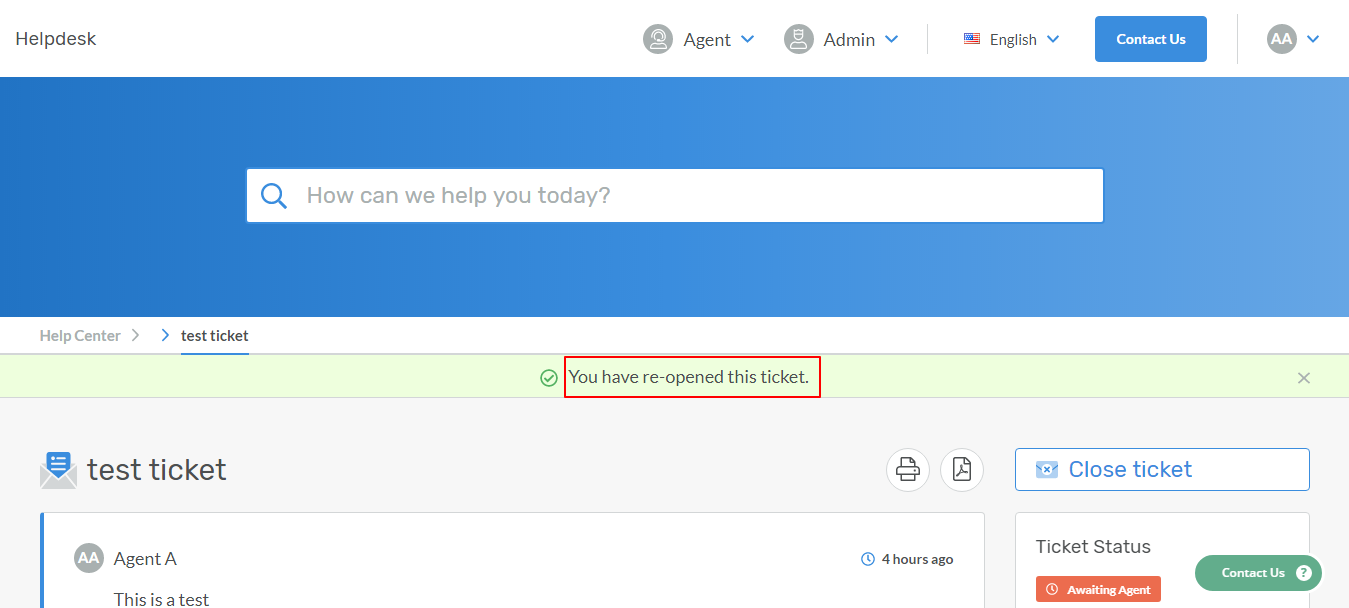 Helpdesk
Agent
Admin
English
Contact Us
AA
How can we help you today?
Help Center
test ticket
You have re-opened this ticket.
test ticket
Close ticket
AA
Agent A
4 hours ago
This is a test
Ticket Status
Awaiting Agent
Contact Us ?